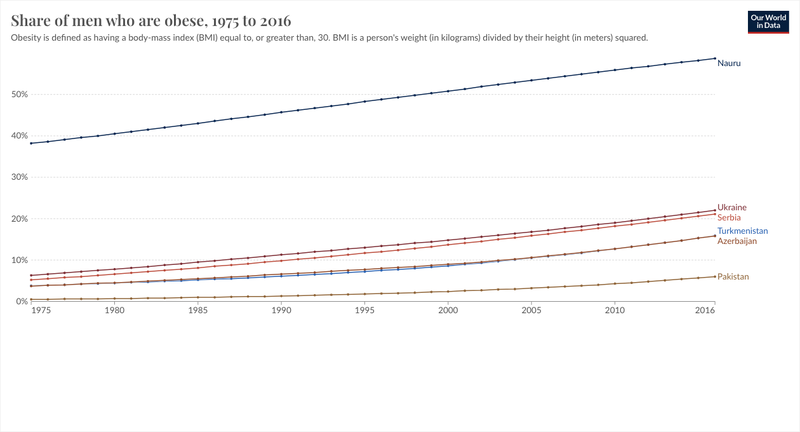 Share of men who are obese, 1975 to 2016
Our World
in Data
Obesity is defined as having a body-mass index (BMI) equal to, or greater than, 30. BMI is a person's weight (in kilograms) divided by their height (in meters) squared.
Nauru
50%
40%
30%
20%
10%
0%
Ukraine
Serbia
Turkmenistan
Azerbaijan
Pakistan
1975
1980
1985
1990
1995
2000
2005
2010
2016